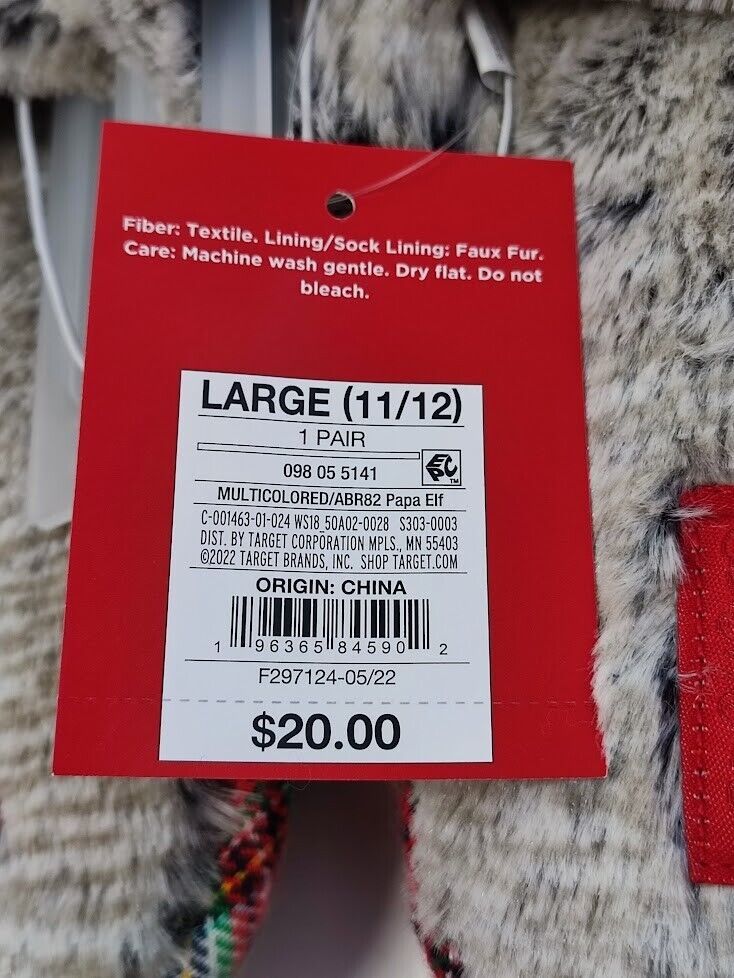 Fiber: Textile. Lining/Sock Lining: Faux Fur.
Care: Machine wash gentle. Dry flat. Do not
bleach.
LARGE (11/12)
1 PAIR
098 05 5141
EPC™
MULTICOLORED/ABR82 Papa Elf
C-001463-01-024 WS18_50A02-0028 S303-0003
DIST. BY TARGET CORPORATION MPLS., MN 55403
©2022 TARGET BRANDS, INC. SHOP TARGET.COM
ORIGIN: CHINA
1 96365 84590 2
F297124-05/22
$20.00